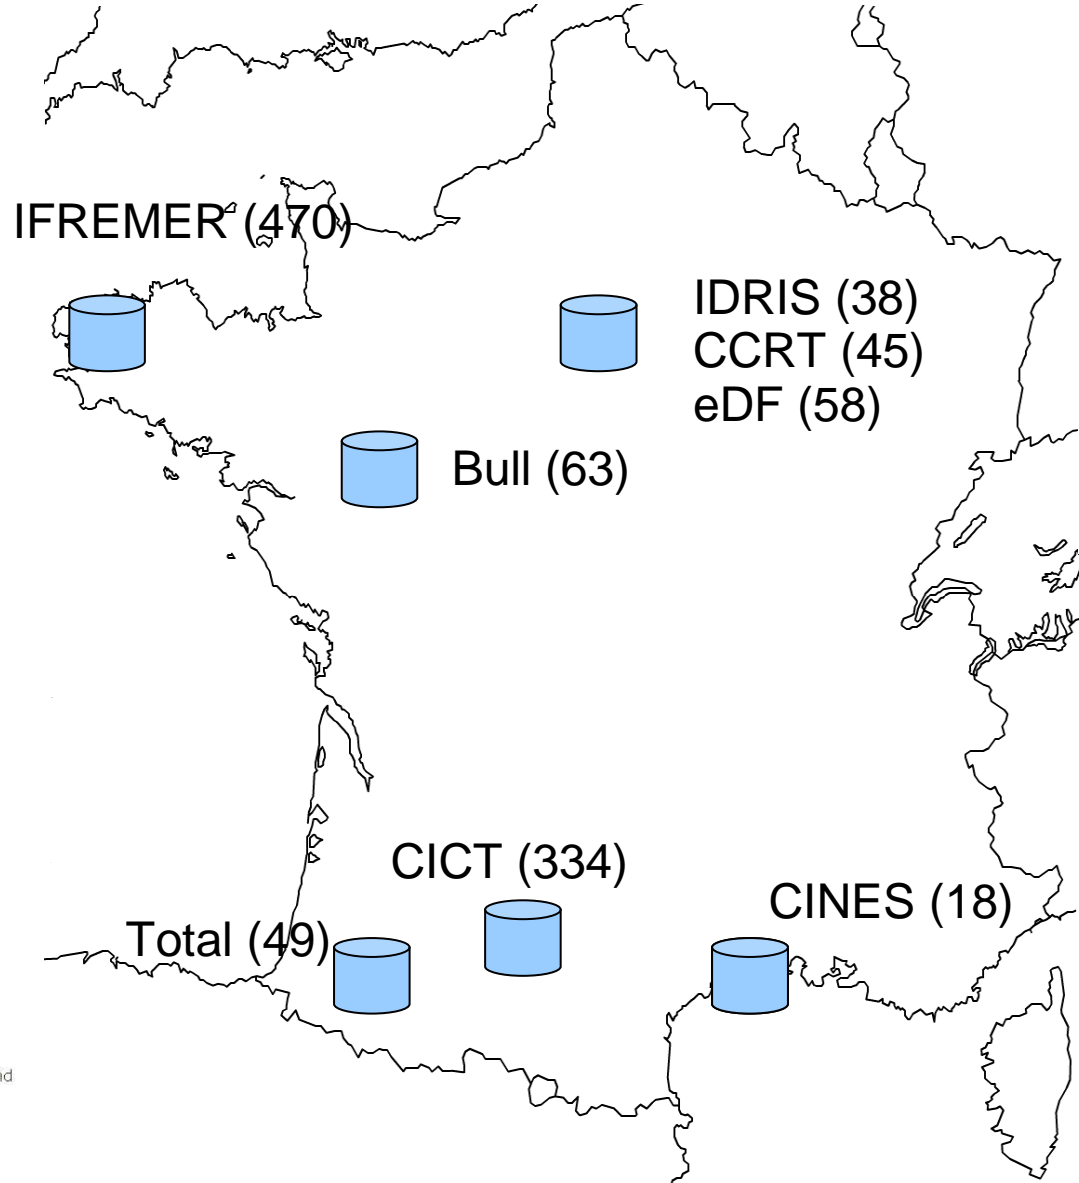 IFREMER (470)
IDRIS (38)
CCRT (45)
eDF (58)
Bull (63)
CICT (334)
CINES (18)
Total (49)